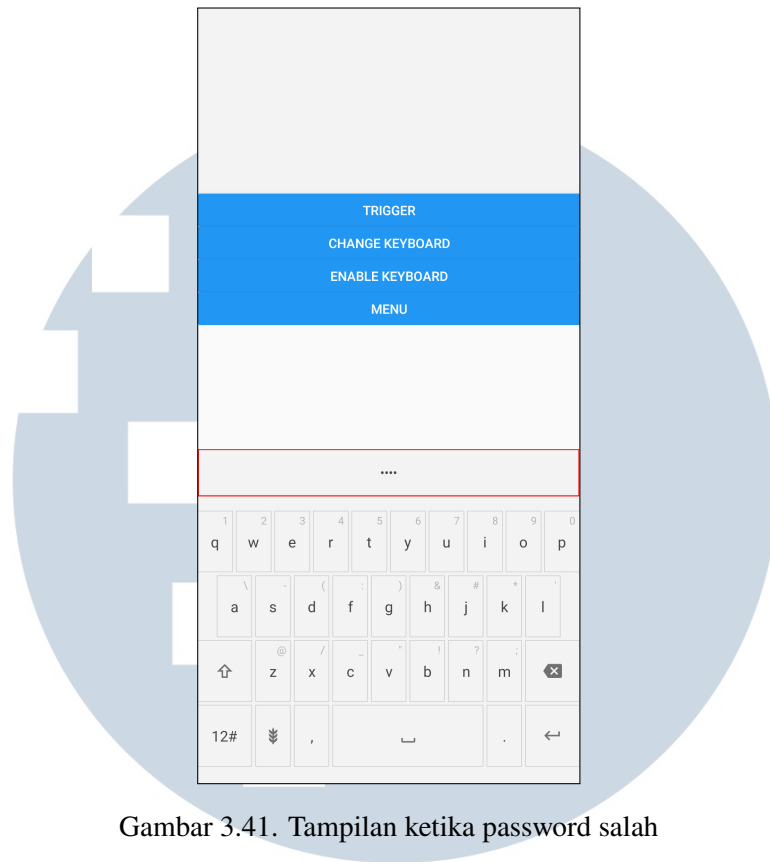 TRIGGER
CHANGE KEYBOARD
ENABLE KEYBOARD
MENU
••••
1 2 3 4 5 6 7 8 9 0
q w e r t y u i o p
\ - ( : ) & # * '
a s d f g h j k l
@ / _ " ! ? ;
z x c v b n m
12# , .
Gambar 3.41. Tampilan ketika password salah